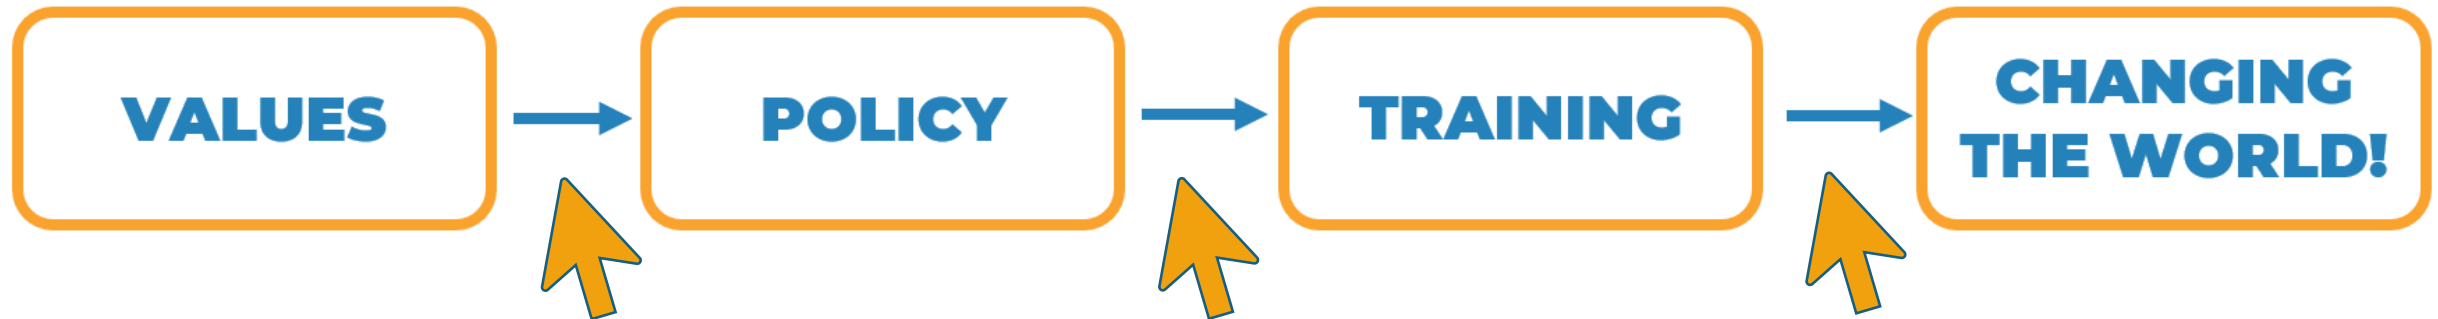 VALUES
POLICY
TRAINING
CHANGING
THE WORLD!